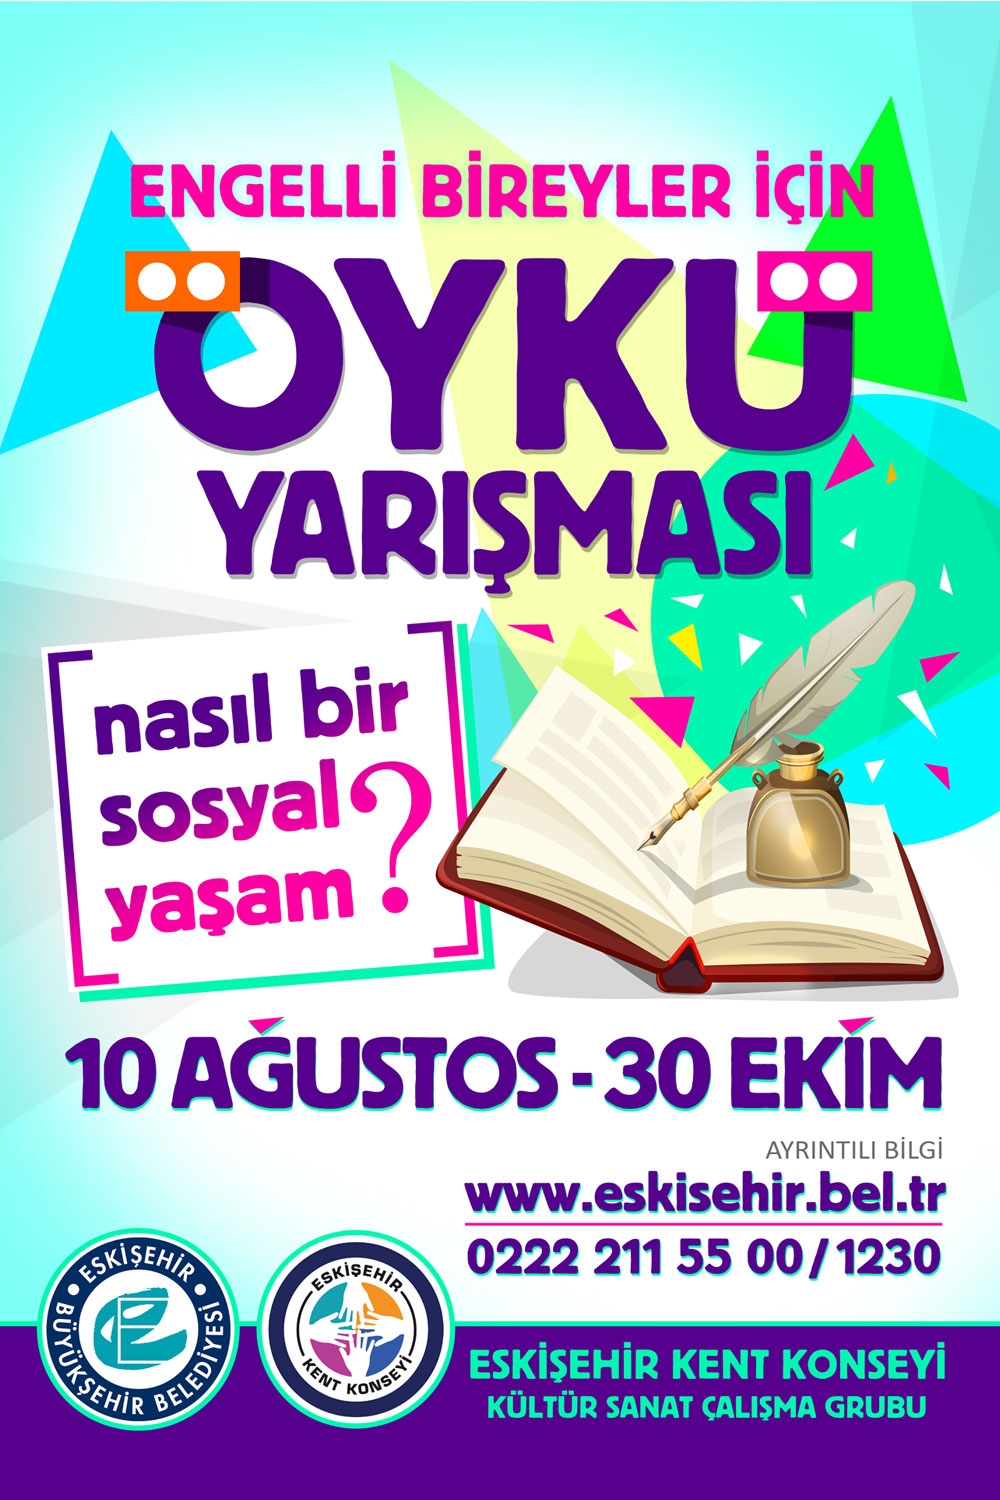 ENGELLİ BİREYLER İÇİN
ÖYKÜ
YARIŞMASI
nasıl bir
sosyal
yaşam?
10 AĞUSTOS - 30 EKİM
AYRINTILI BİLGİ
www.eskisehir.bel.tr
0222 211 55 00 / 1230
ESKİŞEHİR
BÜYÜKŞEHİR BELEDİYESİ
ESKİŞEHİR
KENT KONSEYİ
ESKİŞEHİR KENT KONSEYİ
KÜLTÜR SANAT ÇALIŞMA GRUBU